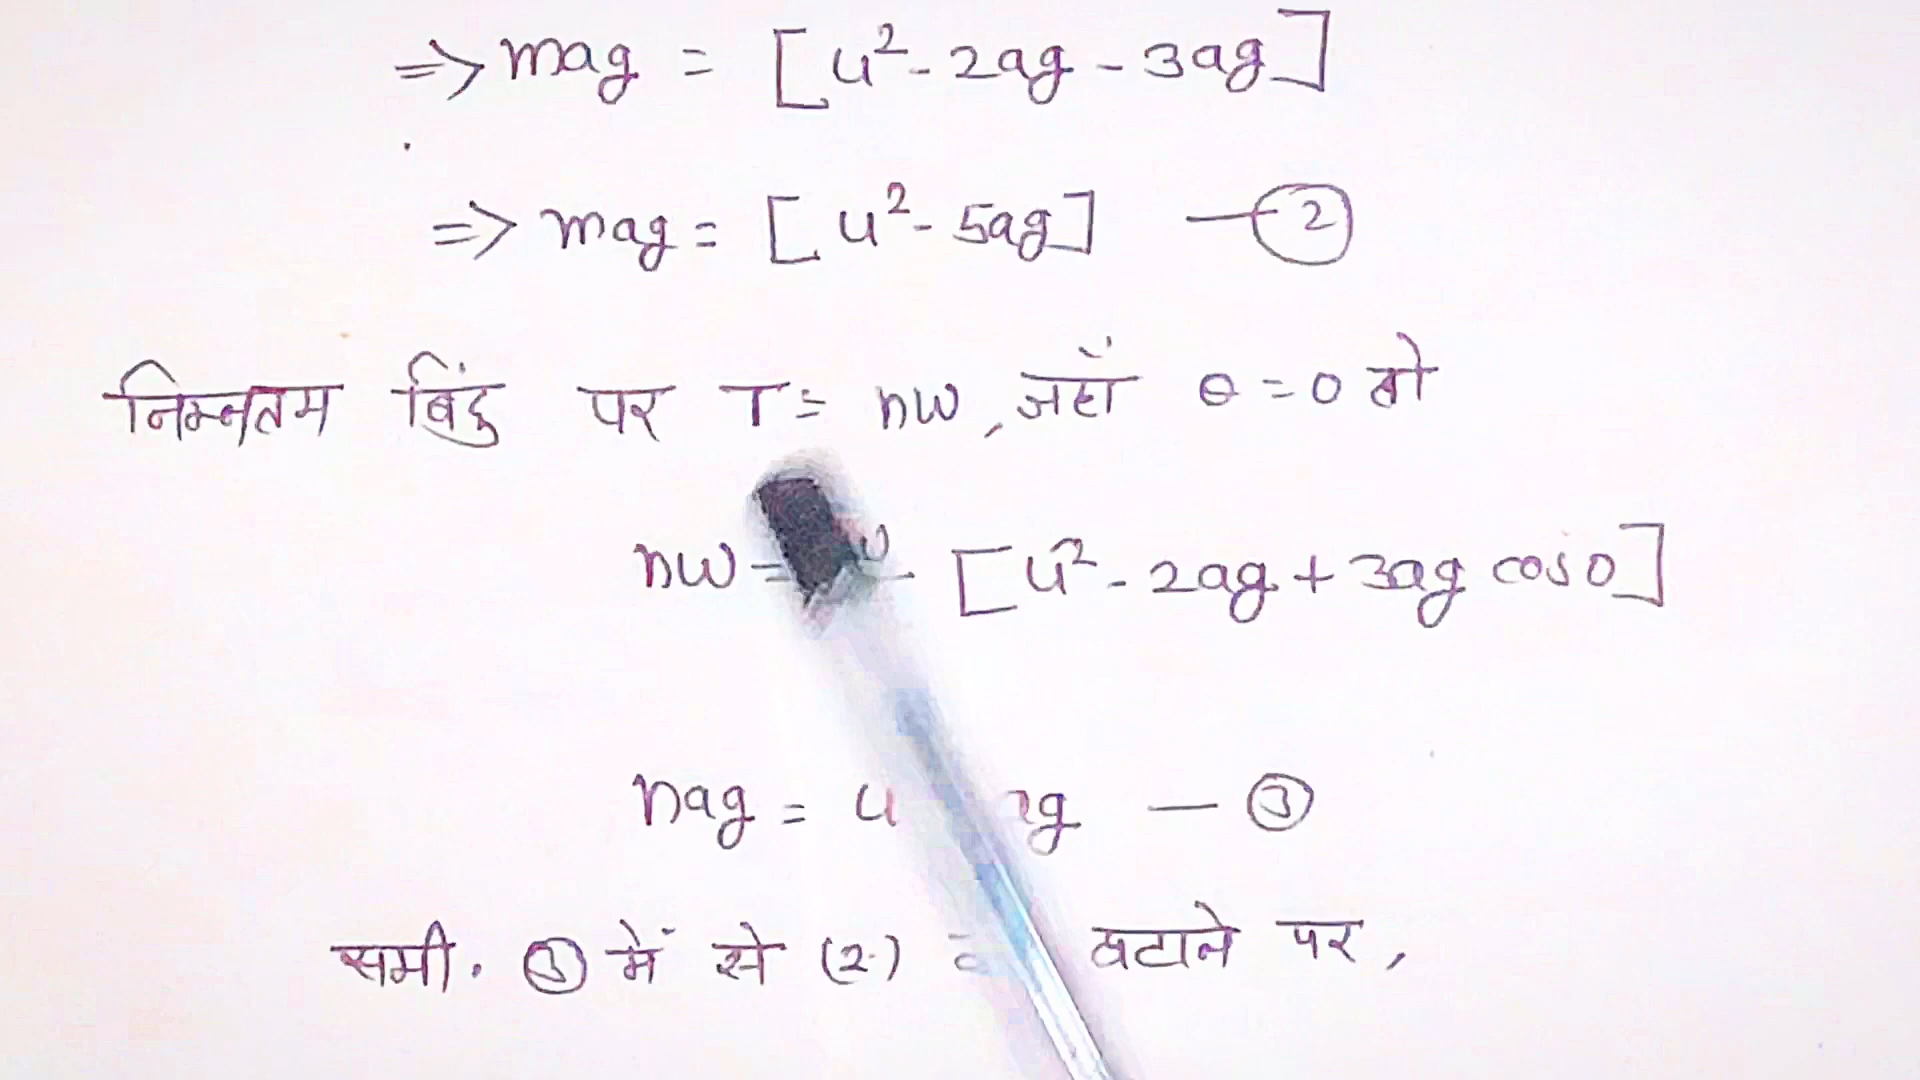 ⇒ mag = [u² - 2ag - 3ag]
⇒ mag = [u² - 5ag] — ②
निम्नतम बिंदु पर T = nw, जहाँ θ = 0 तो
nw = [u² - 2ag + 3ag cos 0]
nag = u ag — ③
समी. ③ में से (2.) घटाने पर,